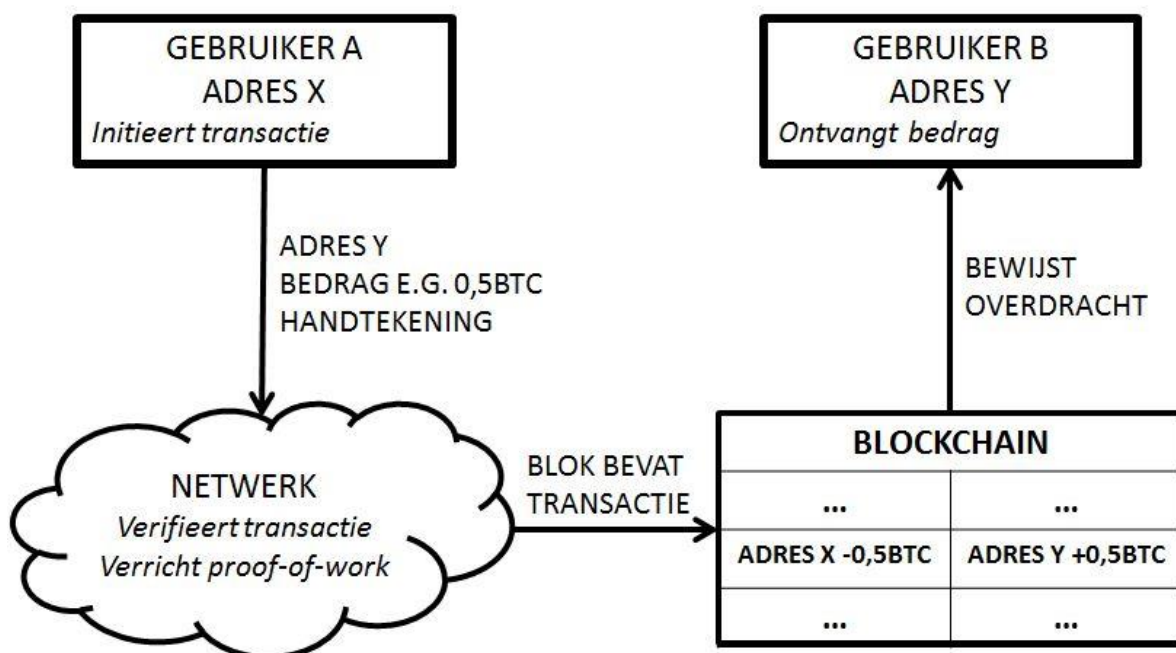 GEBRUIKER A
ADRES X
Initieert transactie
GEBRUIKER B
ADRES Y
Ontvangt bedrag
ADRES Y
BEDRAG E.G. 0,5BTC
HANDTEKENING
BEWIJST
OVERDRACHT
NETWERK
Verifieert transactie
Verricht proof-of-work
BLOK BEVAT
TRANSACTIE
BLOCKCHAIN
... ...
ADRES X -0,5BTC ADRES Y +0,5BTC
... ...